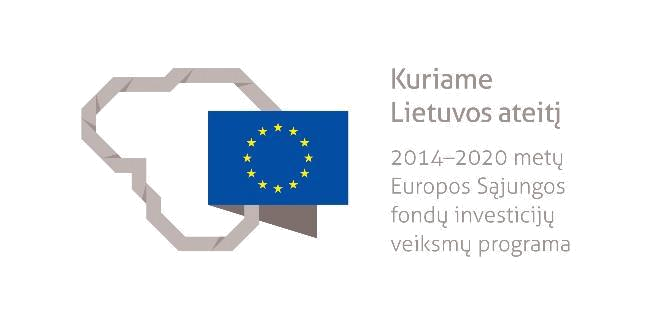 Kuriame
Lietuvos ateitį
2014–2020 metų
Europos Sąjungos
fondų investicijų
veiksmų programa